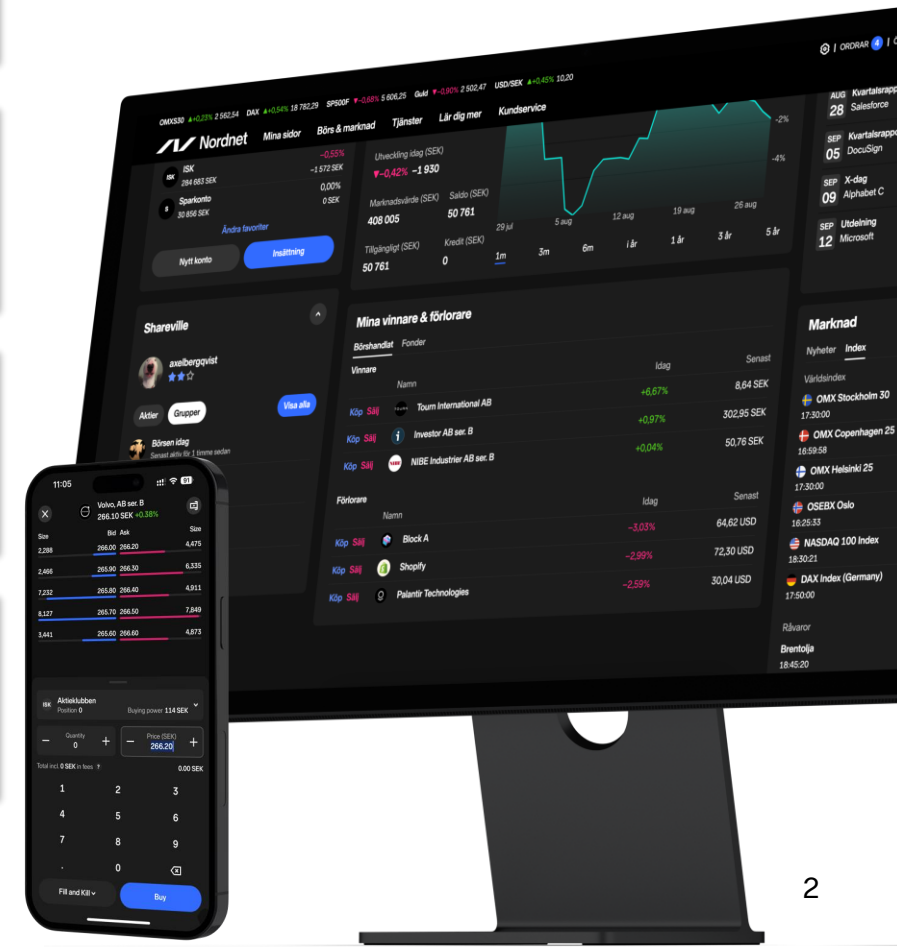 ORDRAR 4
OMXS30 +0,23% 2 562,54 DAX +0,54% 18 782,29 SP500F −0,68% 5 606,25 Guld −0,90% 2 502,47 USD/SEK +0,45% 10,20
Nordnet Mina sidor Börs & marknad Tjänster Lär dig mer Kundservice
ISK ISK −0,55%
284 683 SEK −1 572 SEK
S Sparkonto 0,00%
30 856 SEK 0 SEK
Ändra favoriter
Nytt konto Insättning
Utveckling idag (SEK)
−0,42% −1 930
Marknadsvärde (SEK) Saldo (SEK)
408 005 50 761
Tillgängligt (SEK) Kredit (SEK)
50 761 0
-2%
-4%
29 jul 5 aug 12 aug 19 aug 26 aug
1m 3m 6m i år 1 år 3 år 5 år
AUG Kvartalsrapp
28 Salesforce
SEP Kvartalsrappo
05 DocuSign
SEP X-dag
09 Alphabet C
SEP Utdelning
12 Microsoft
Shareville
axelbergqvist
Aktier Grupper Visa alla
Börsen idag
Senast aktiv för 1 timme sedan
Mina vinnare & förlorare
Börshandlat Fonder
Vinnare
Namn Idag Senast
Köp Sälj Tourn International AB +6,67% 8,64 SEK
Köp Sälj Investor AB ser. B +0,97% 302,95 SEK
Köp Sälj NIBE NIBE Industrier AB ser. B +0,04% 50,76 SEK
Förlorare
Namn Idag Senast
Köp Sälj Block A −3,03% 64,62 USD
Köp Sälj Shopify −2,99% 72,30 USD
Köp Sälj Palantir Technologies −2,59% 30,04 USD
Marknad
Nyheter Index
Världsindex
OMX Stockholm 30
17:30:00
OMX Copenhagen 25
16:59:58
OMX Helsinki 25
17:30:00
OSEBX Oslo
16:25:33
NASDAQ 100 Index
18:30:21
DAX Index (Germany)
17:50:00
Råvaror
Brentolja
18:45:20
11:05 91
Volvo, AB ser. B
266.10 SEK +0.38%
Size Bid Ask Size
2,288 266.00 266.20 4,475
2,466 265.90 266.30 6,335
7,232 265.80 266.40 4,911
8,127 265.70 266.50 7,849
3,441 265.60 266.60 4,873
ISK Aktieklubben
Position 0 Buying power 114 SEK
Quantity Price (SEK)
− 0 + − 266.20 +
Total incl. 0 SEK in fees ? 0.00 SEK
1 2 3
4 5 6
7 8 9
. 0
Fill and Kill Buy
2